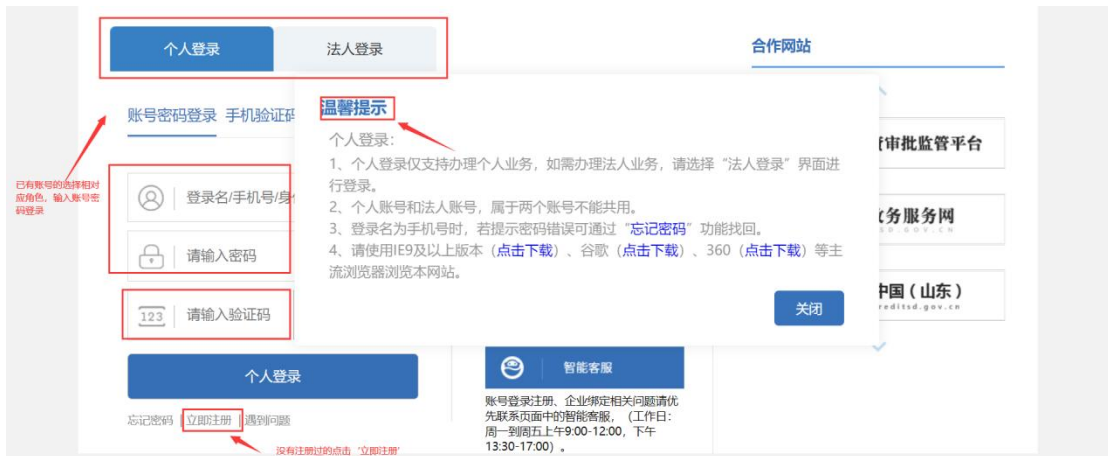 个人登录
法人登录
合作网站
账号密码登录 手机验证码
温馨提示
个人登录：
1、个人登录仅支持办理个人业务，如需办理法人业务，请选择“法人登录”界面进
行登录。
2、个人账号和法人账号，属于两个账号不能共用。
3、登录名为手机号时，若提示密码错误可通过“忘记密码”功能找回。
4、请使用IE9及以上版本（点击下载）、谷歌（点击下载）、360（点击下载）等主
流浏览器浏览本网站。
关闭
审批监管平台
已有账号的选择相对
应角色，输入账号密
码登录
登录名/手机号/身
务服务网
请输入密码
中国（山东）
reditsd.gov.cn
123
请输入验证码
个人登录
智能客服
忘记密码 | 立即注册 | 遇到问题
账号登录注册、企业绑定相关问题请优
先联系页面中的智能客服，（工作日：
周一到周五上午9:00-12:00，下午
13:30-17:00）。
没有注册过的点击‘立即注册’